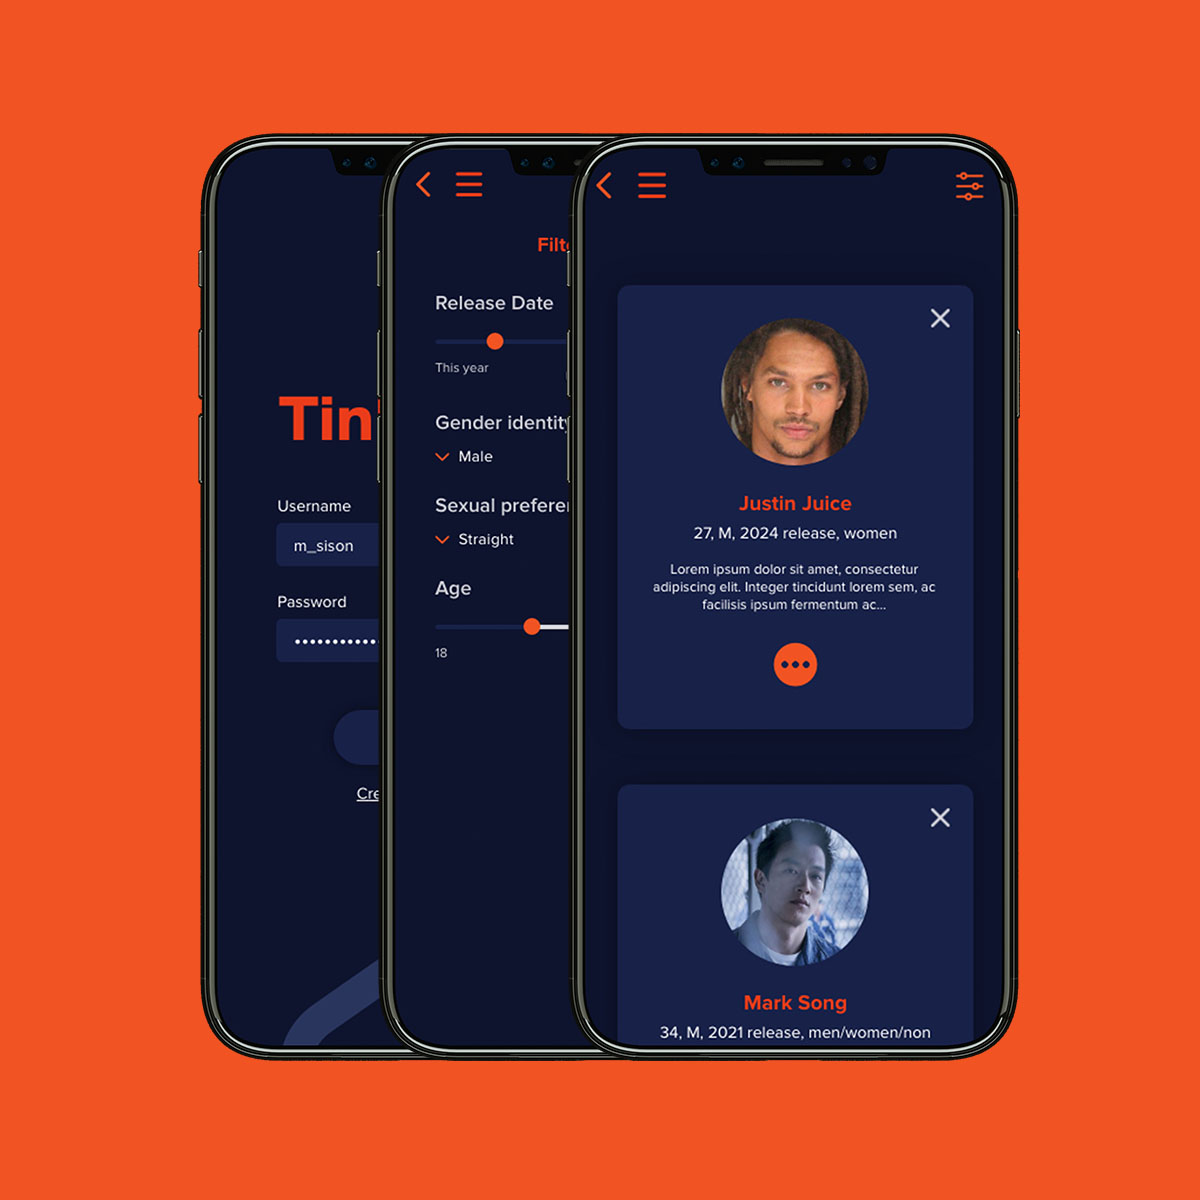 Tin
Username
m_sison
Password
Cre
Filt
Release Date
This year
Gender identity
Male
Sexual prefere
Straight
Age
18
Justin Juice
27, M, 2024 release, women
Lorem ipsum dolor sit amet, consectetur
adipiscing elit. Integer tincidunt lorem sem, ac
facilisis ipsum fermentum ac...
Mark Song
34, M, 2021 release, men/women/non